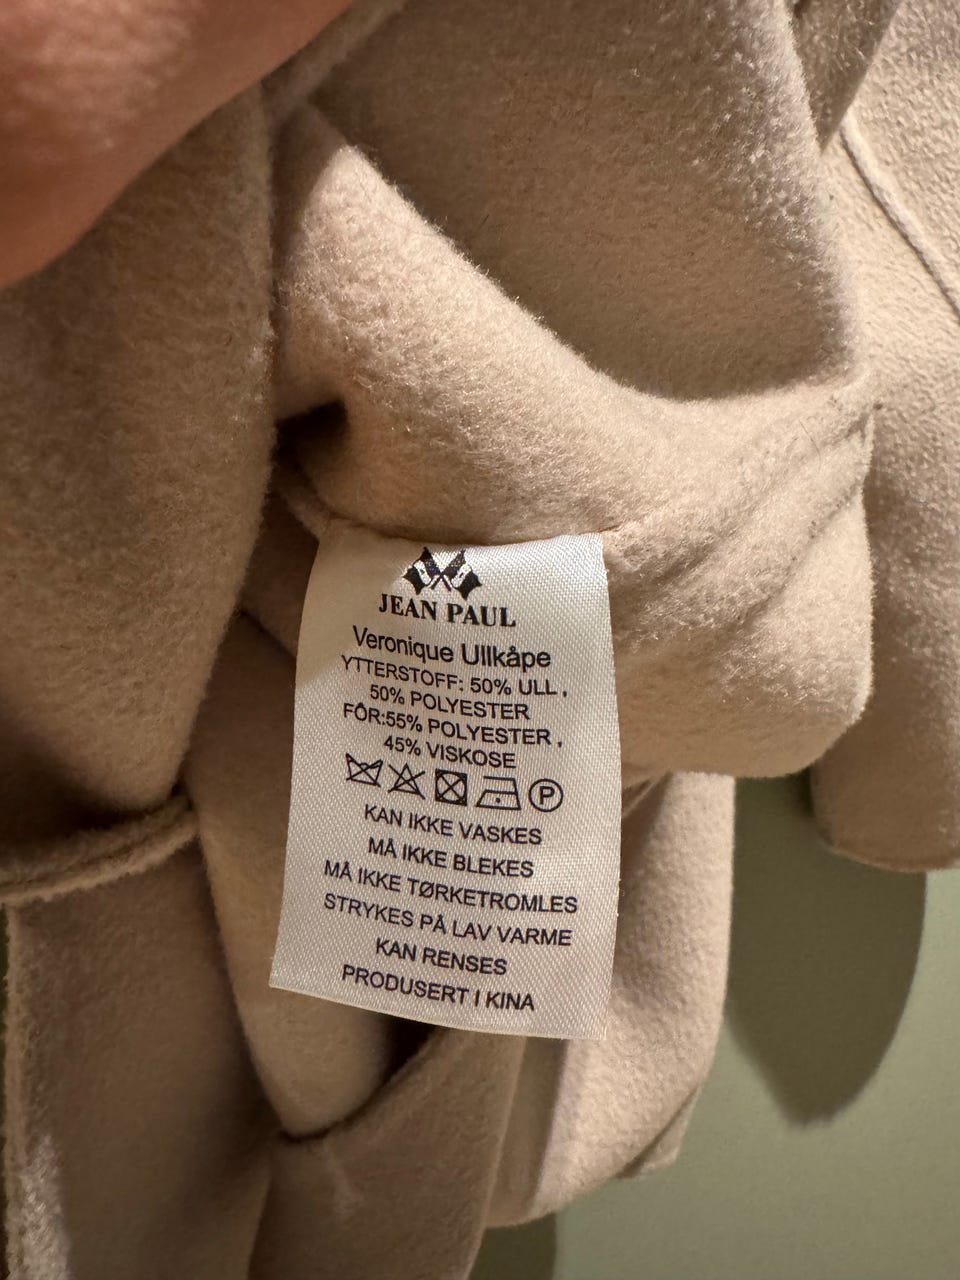 JEAN PAUL
Veronique Ullkåpe
YTTERSTOFF: 50% ULL ,
50% POLYESTER
FÔR:55% POLYESTER ,
45% VISKOSE
P
KAN IKKE VASKES
MÅ IKKE BLEKES
MÅ IKKE TØRKETROMLES
STRYKES PÅ LAV VARME
KAN RENSES
PRODUSERT I KINA